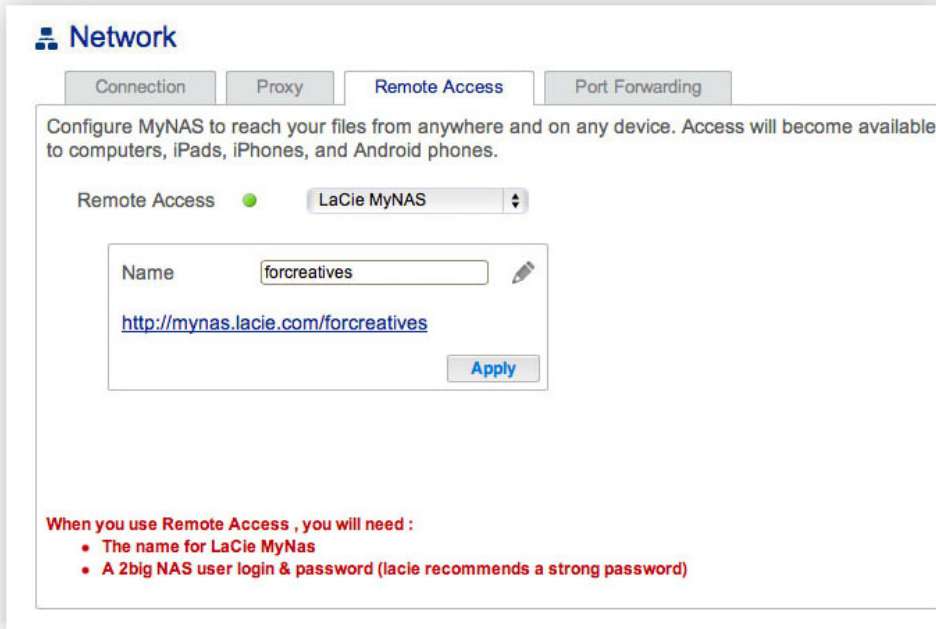 Network
Connection Proxy Remote Access Port Forwarding
Configure MyNAS to reach your files from anywhere and on any device. Access will become available
to computers, iPads, iPhones, and Android phones.
Remote Access LaCie MyNAS
Name forcreatives
http://mynas.lacie.com/forcreatives
Apply
When you use Remote Access , you will need :
• The name for LaCie MyNas
• A 2big NAS user login & password (lacie recommends a strong password)